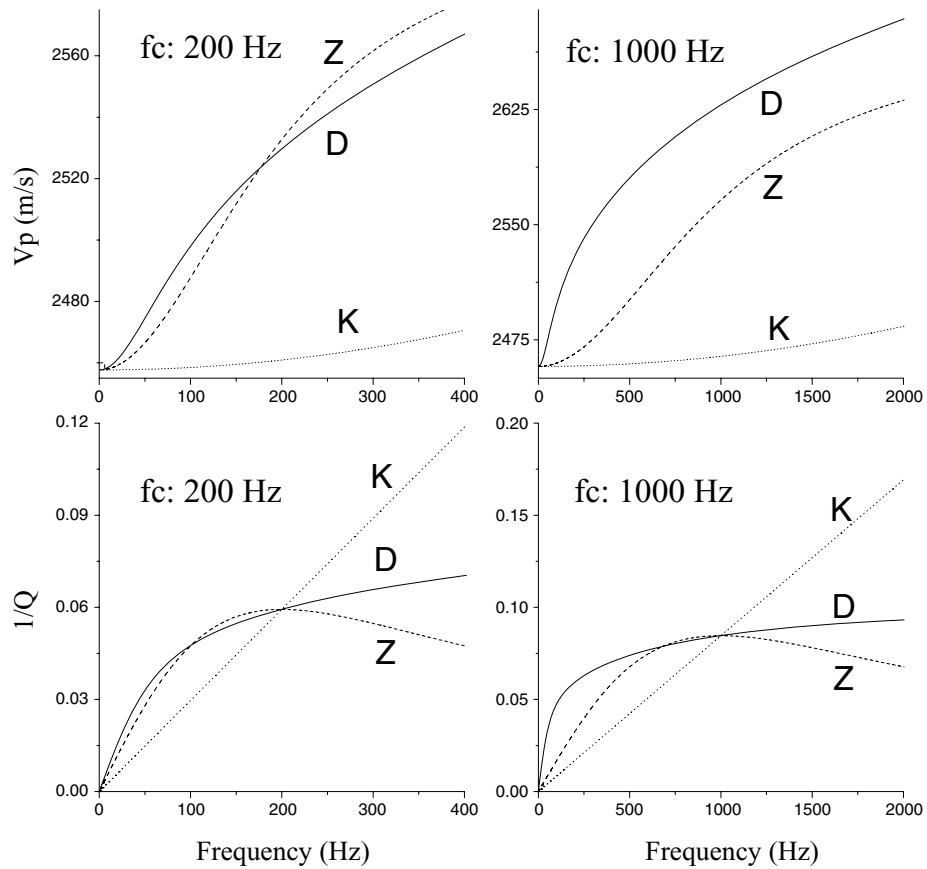 fc: 200 Hz
Z
D
K
Vp (m/s)
2560
2520
2480
0
100
200
300
400
fc: 1000 Hz
D
Z
K
2625
2550
2475
0
500
1000
1500
2000
fc: 200 Hz
K
D
Z
1/Q
0.12
0.09
0.06
0.03
0.00
0
100
200
300
400
Frequency (Hz)
fc: 1000 Hz
K
D
Z
0.20
0.15
0.10
0.05
0.00
0
500
1000
1500
2000
Frequency (Hz)